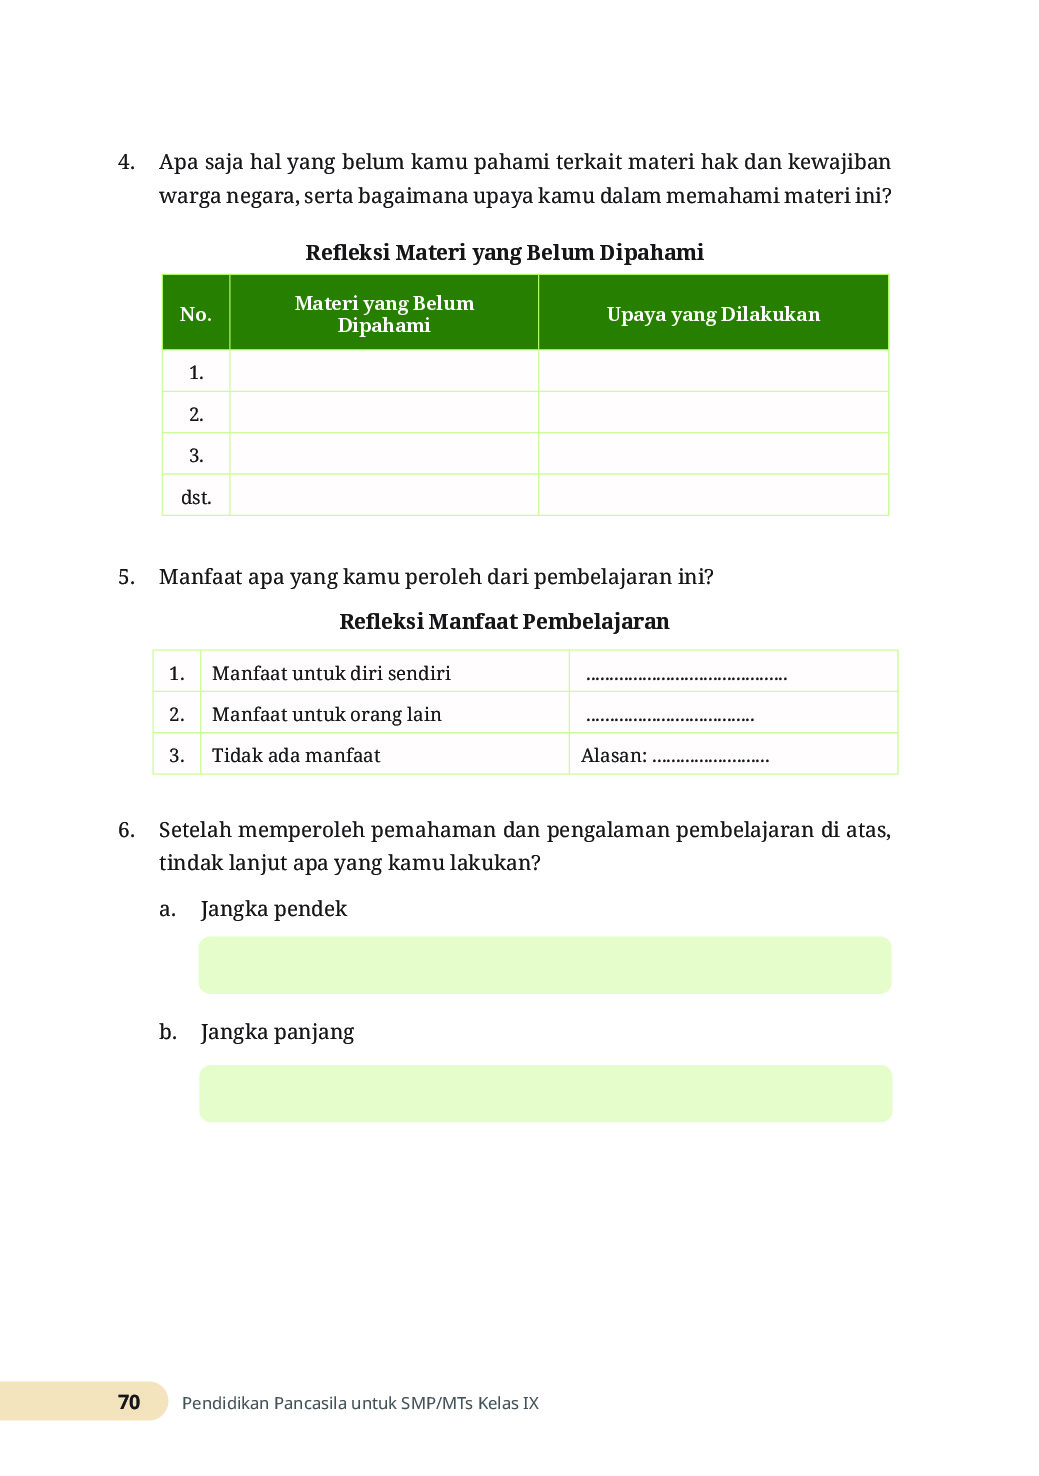 4. Apa saja hal yang belum kamu pahami terkait materi hak dan kewajiban
warga negara, serta bagaimana upaya kamu dalam memahami materi ini?
Refleksi Materi yang Belum Dipahami
No.
Materi yang Belum
Dipahami
Upaya yang Dilakukan
1.
2.
3.
dst.
5. Manfaat apa yang kamu peroleh dari pembelajaran ini?
Refleksi Manfaat Pembelajaran
1. Manfaat untuk diri sendiri ...........................................
2. Manfaat untuk orang lain ....................................
3. Tidak ada manfaat Alasan: .........................
6. Setelah memperoleh pemahaman dan pengalaman pembelajaran di atas,
tindak lanjut apa yang kamu lakukan?
a. Jangka pendek
b. Jangka panjang
70 Pendidikan Pancasila untuk SMP/MTs Kelas IX